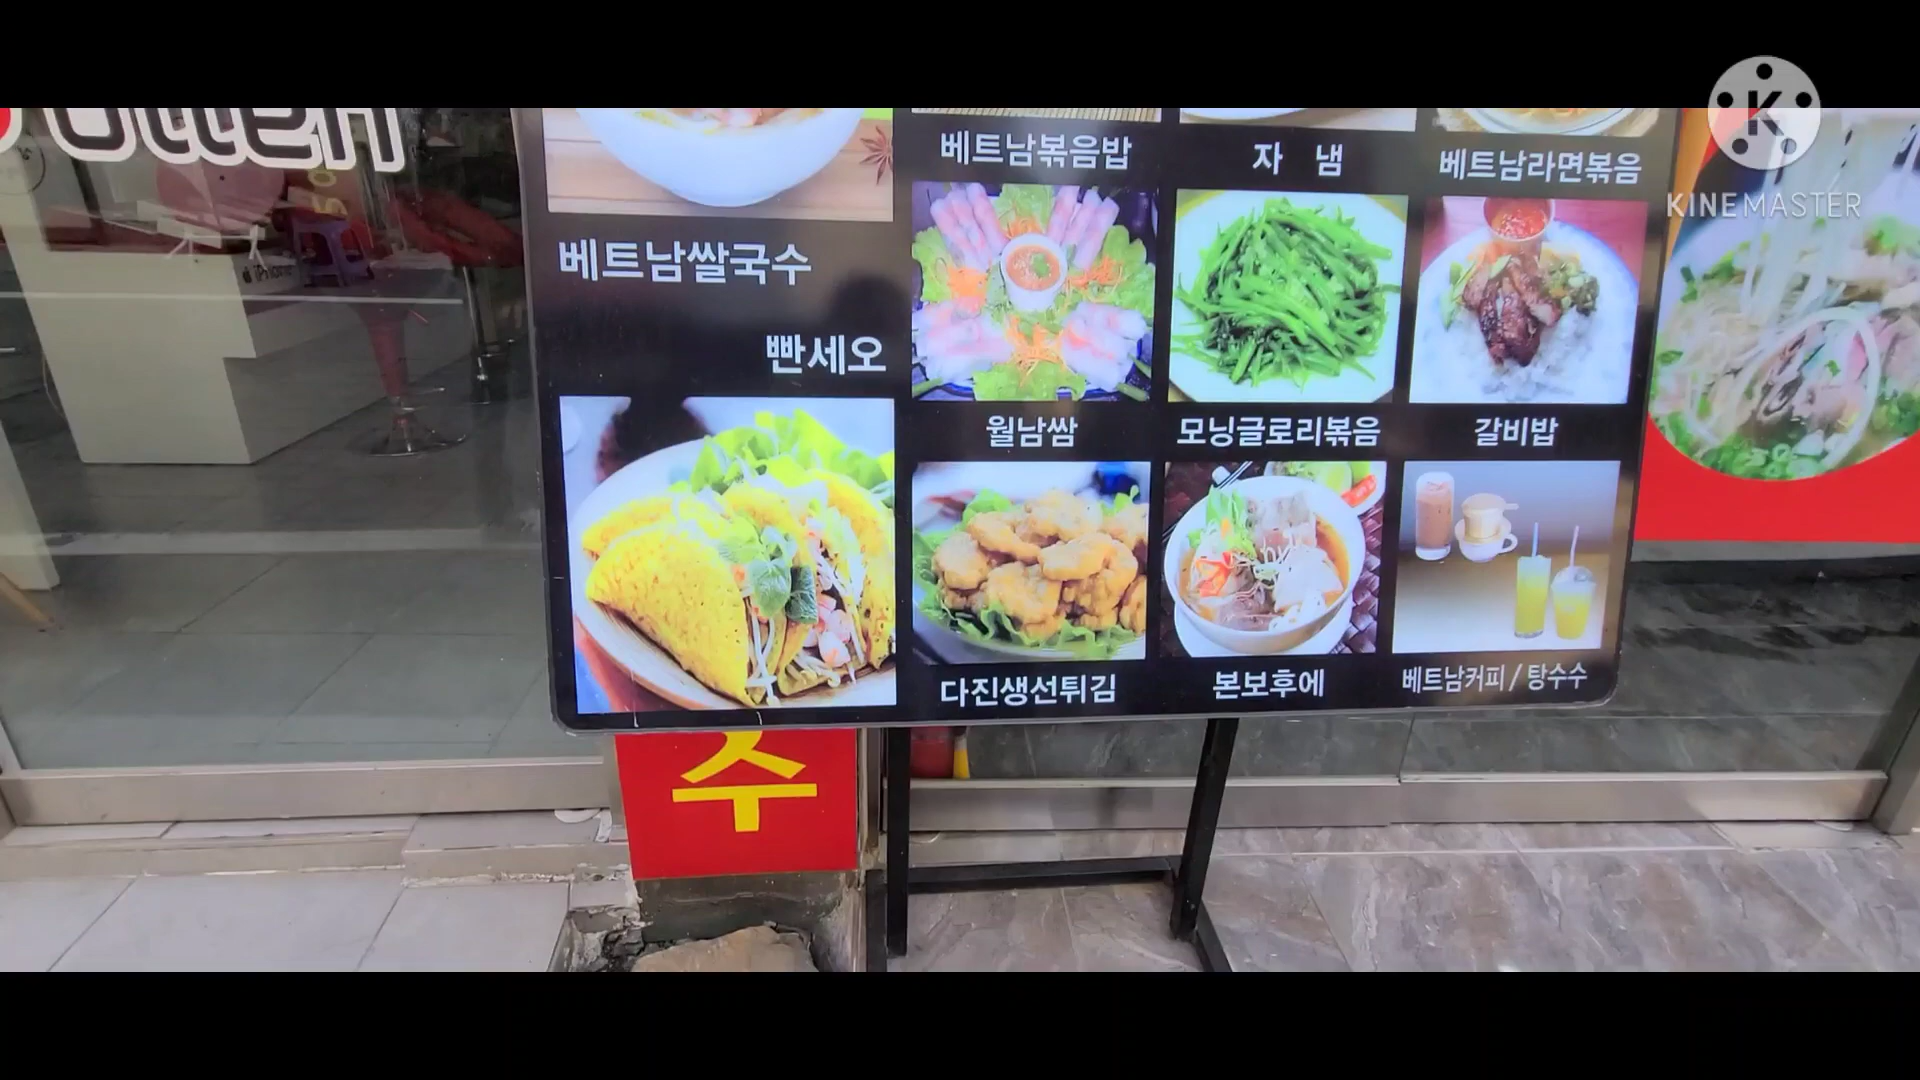 KINEMASTER
베트남볶음밥
자 냄
베트남라면볶음
베트남쌀국수
빤세오
월남쌈
모닝글로리볶음
갈비밥
다진생선튀김
본보후에
베트남커피 / 탕수수
수
iPhone